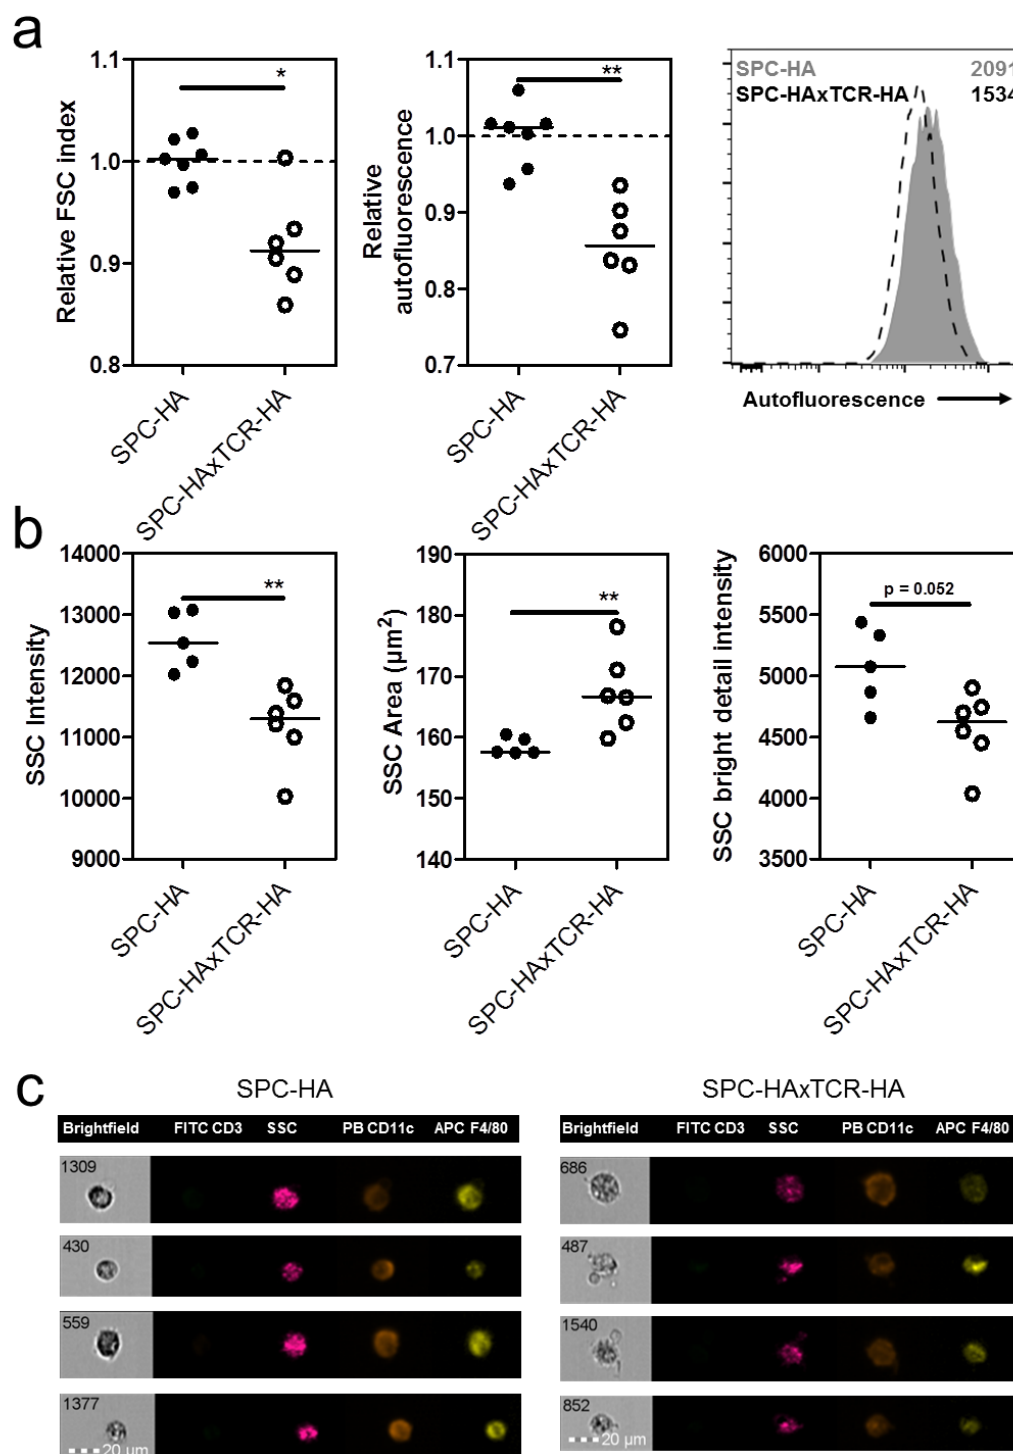 a
1.1
1.0
0.9
0.8
Relative FSC index
*
SPC-HA
SPC-HAxTCR-HA
1.1
1.0
0.9
0.8
0.7
Relative
autofluorescence
**
SPC-HA
SPC-HAxTCR-HA
SPC-HA 2091
SPC-HAxTCR-HA 1534
Autofluorescence
b
14000
13000
12000
11000
10000
9000
SSC Intensity
**
SPC-HA
SPC-HAxTCR-HA
190
180
170
160
150
140
SSC Area (µm²)
**
SPC-HA
SPC-HAxTCR-HA
6000
5500
5000
4500
4000
3500
SSC bright detail intensity
p = 0.052
SPC-HA
SPC-HAxTCR-HA
c
SPC-HA
Brightfield FITC CD3 SSC PB CD11c APC F4/80
1309
430
559
1377
20 µm
SPC-HAxTCR-HA
Brightfield FITC CD3 SSC PB CD11c APC F4/80
686
487
1540
852
20 µm